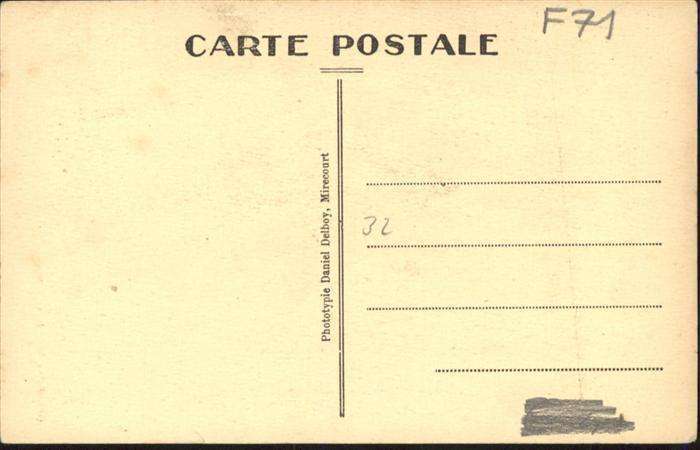 F71
CARTE POSTALE
Phototypie Daniel Delboy, Mirecourt
32